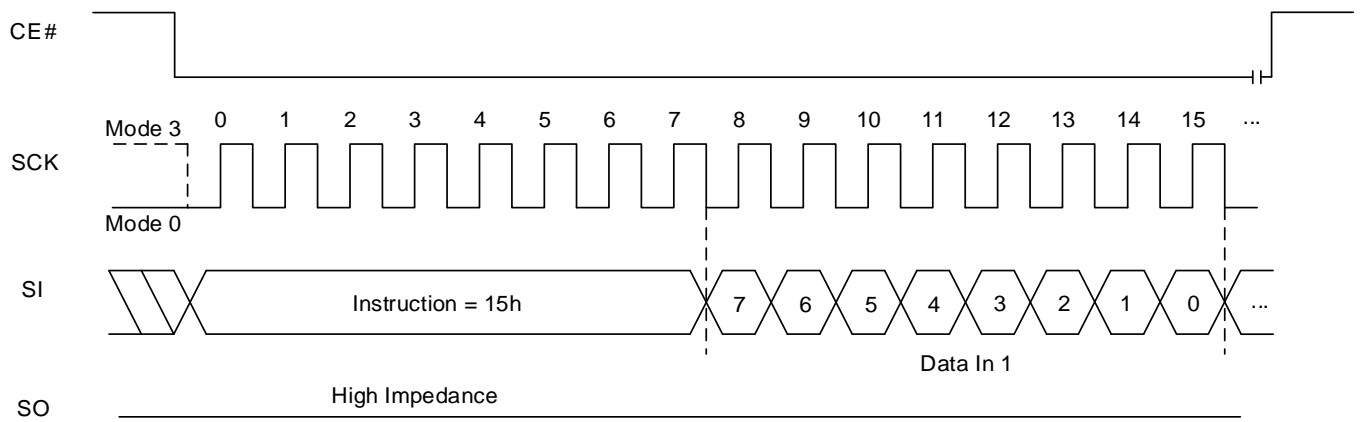 CE#
Mode 3 0 1 2 3 4 5 6 7 8 9 10 11 12 13 14 15 ...
SCK
Mode 0
SI Instruction = 15h 7 6 5 4 3 2 1 0 ...
Data In 1
High Impedance
SO